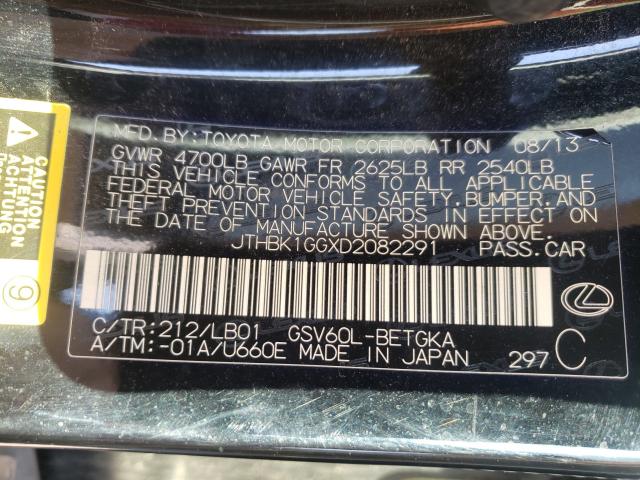 MFD.BY:TOYOTA MOTOR CORPORATION 08/13
GVWR 4700LB GAWR FR 2625LB RR 2540LB
THIS VEHICLE CONFORMS TO ALL APPLICABLE
FEDERAL MOTOR VEHICLE SAFETY.BUMPER.AND
THEFT PREVENTION STANDARDS IN EFFECT ON
THE DATE OF MANUFACTURE SHOWN ABOVE.
JTHBK1GGXD2082291 PASS.CAR
C/TR:212/LB01 GSV60L-BETGKA
A/TM:-01A/U660E MADE IN JAPAN 297 C
CAUTION
ATTENTION
ACHTUNG
9